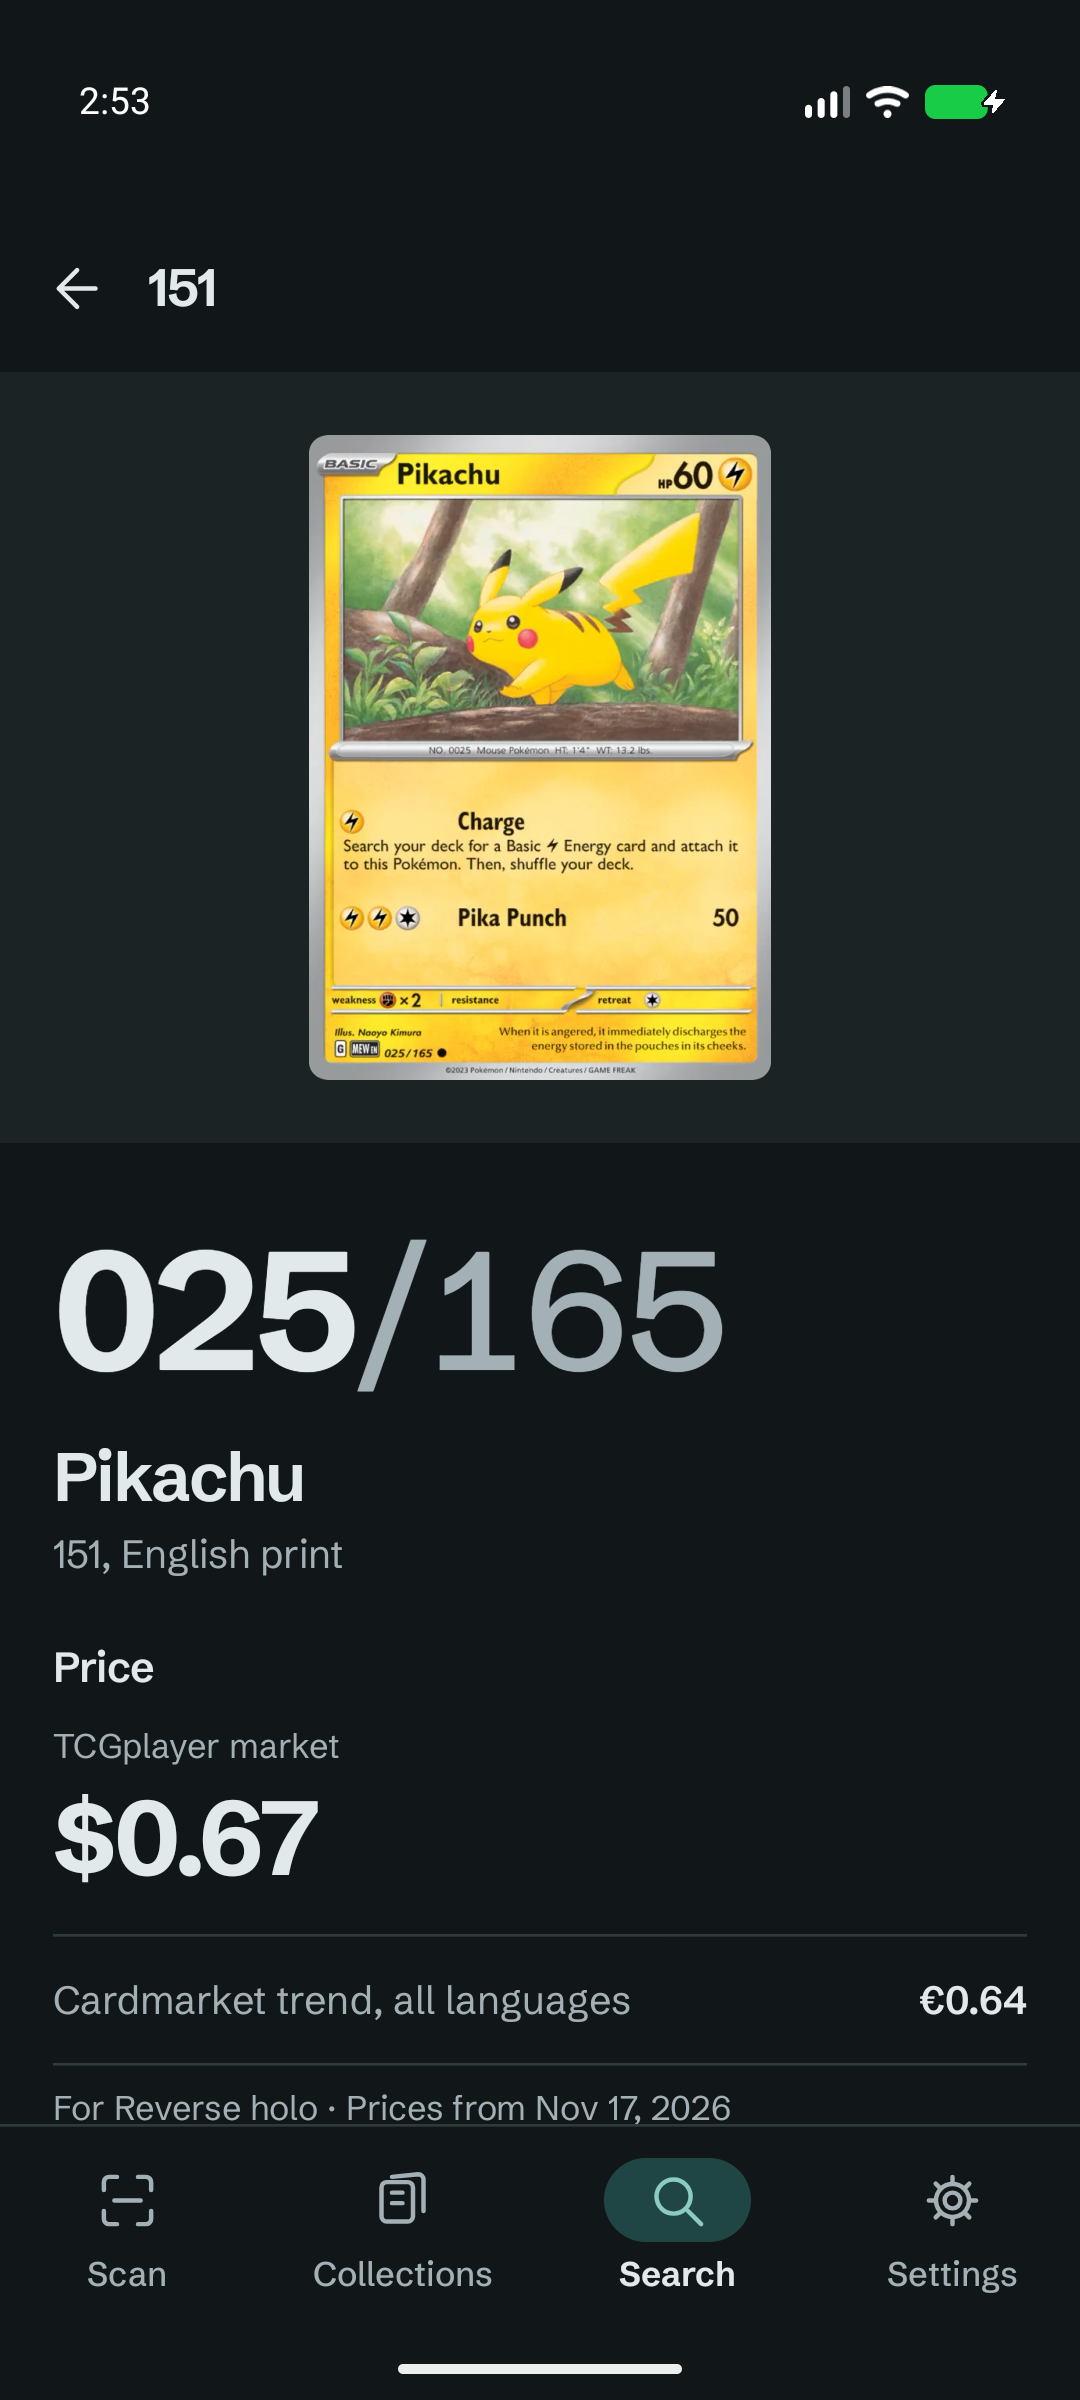 2:53
151
BASIC Pikachu HP 60
NO. 0025 Mouse Pokémon HT: 1'4" WT: 13.2 lbs.
Charge
Search your deck for a Basic Energy card and attach it
to this Pokémon. Then, shuffle your deck.
Pika Punch 50
weakness ×2 resistance retreat
Illus. Naoyo Kimura
When it is angered, it immediately discharges the
energy stored in the pouches in its cheeks.
G MEW EN 025/165
©2023 Pokémon / Nintendo / Creatures / GAME FREAK
025/165
Pikachu
151, English print
Price
TCGplayer market
$0.67
Cardmarket trend, all languages €0.64
For Reverse holo · Prices from Nov 17, 2026
Scan Collections Search Settings